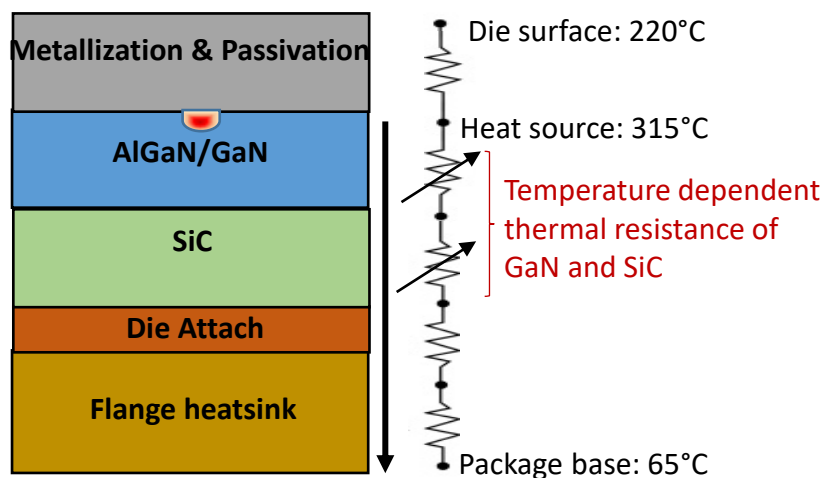 Metallization & Passivation
Die surface: 220°C
Heat source: 315°C
AlGaN/GaN
Temperature dependent
thermal resistance of
GaN and SiC
SiC
Die Attach
Flange heatsink
Package base: 65°C